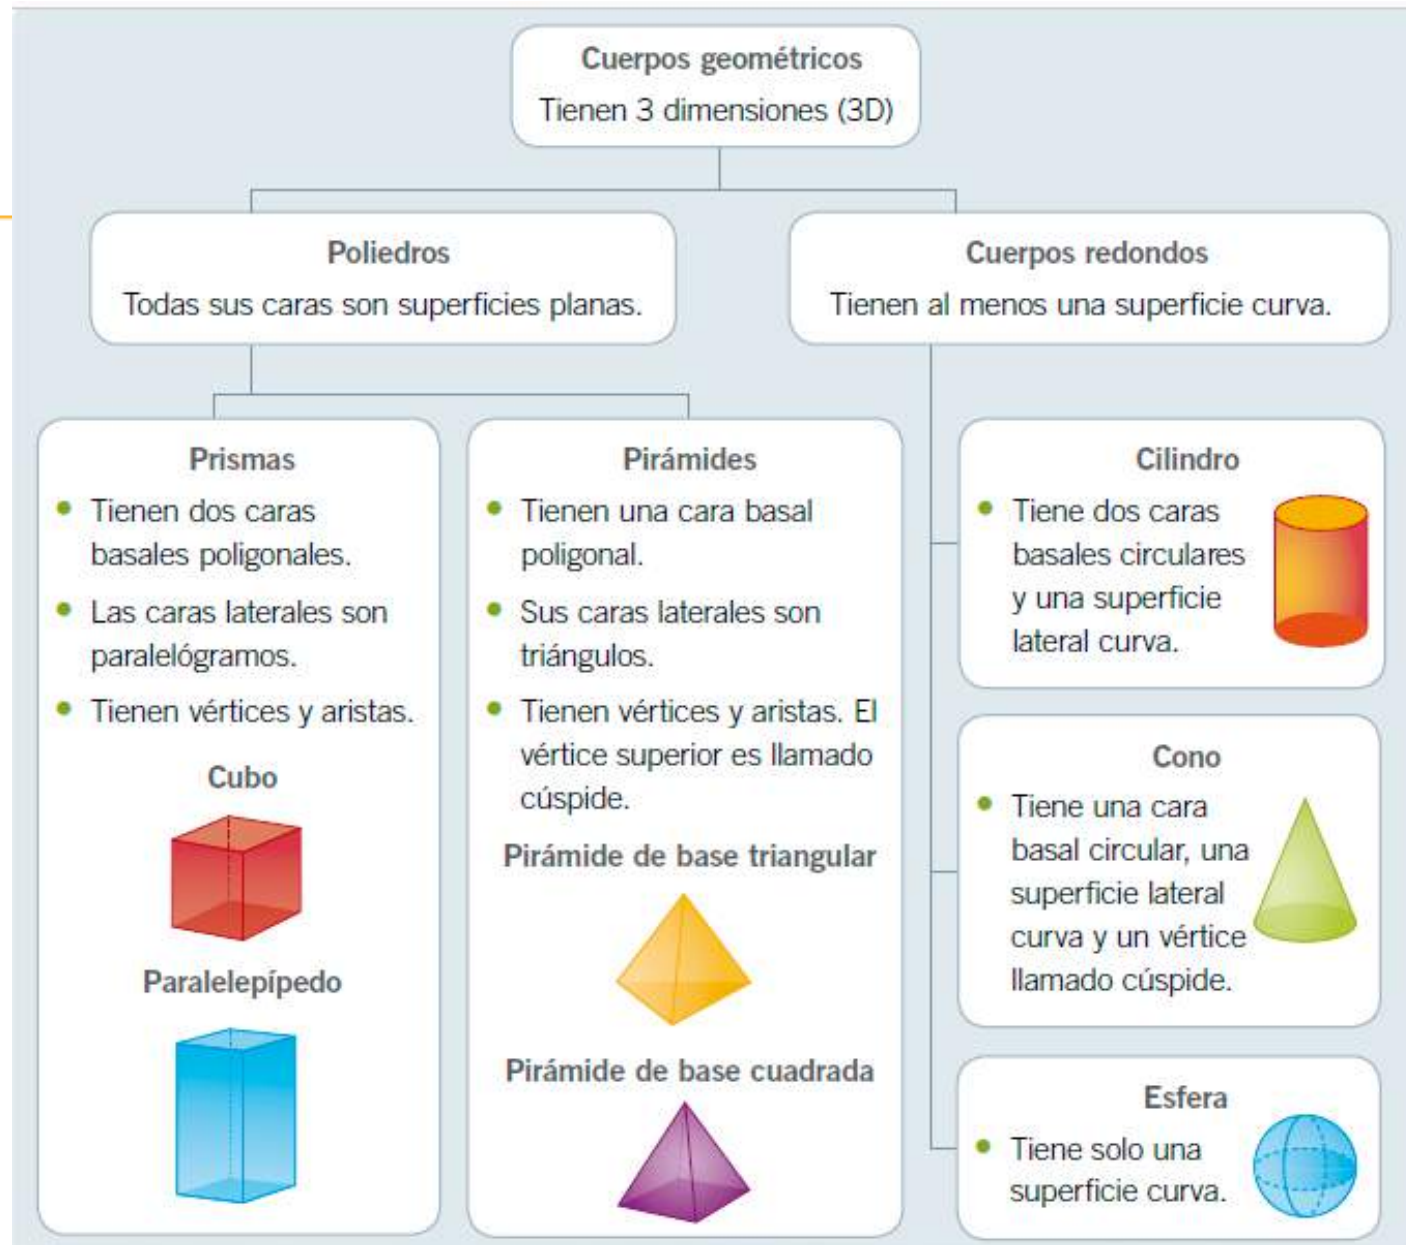 Cuerpos geométricos
Tienen 3 dimensiones (3D)
Poliedros
Todas sus caras son superficies planas.
Cuerpos redondos
Tienen al menos una superficie curva.
Prismas
Tienen dos caras
basales poligonales.
Las caras laterales son
paralelógramos.
Tienen vértices y aristas.
Cubo
Paralelepípedo
Pirámides
Tienen una cara basal
poligonal.
Sus caras laterales son
triángulos.
Tienen vértices y aristas. El
vértice superior es llamado
cúspide.
Pirámide de base triangular
Pirámide de base cuadrada
Cilindro
Tiene dos caras
basales circulares
y una superficie
lateral curva.
Cono
Tiene una cara
basal circular, una
superficie lateral
curva y un vértice
llamado cúspide.
Esfera
Tiene solo una
superficie curva.